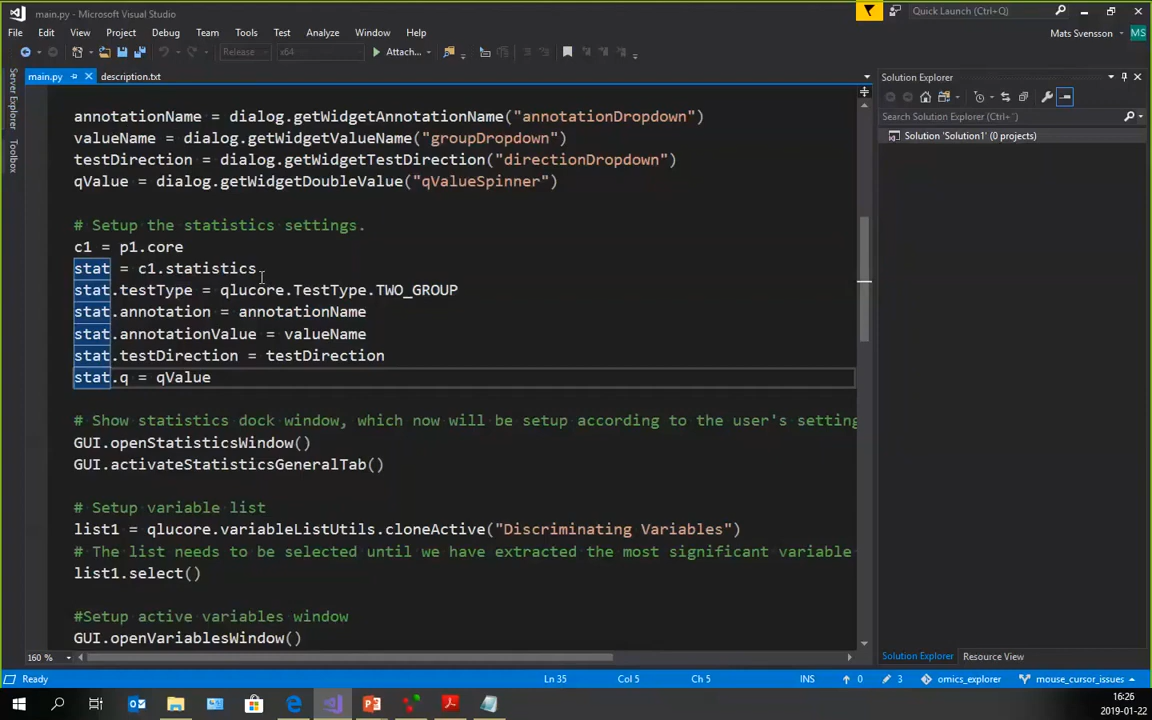 main.py - Microsoft Visual Studio
Quick Launch (Ctrl+Q)
File Edit View Project Debug Team Tools Test Analyze Window Help
Mats Svensson MS
Release x64 Attach...
Server Explorer
Toolbox
main.py description.txt
Solution Explorer
Search Solution Explorer (Ctrl+')
Solution 'Solution1' (0 projects)
annotationName = dialog.getWidgetAnnotationName("annotationDropdown")
valueName = dialog.getWidgetValueName("groupDropdown")
testDirection = dialog.getWidgetTestDirection("directionDropdown")
qValue = dialog.getWidgetDoubleValue("qValueSpinner")
# Setup the statistics settings.
c1 = p1.core
stat = c1.statistics
stat.testType = qlucore.TestType.TWO_GROUP
stat.annotation = annotationName
stat.annotationValue = valueName
stat.testDirection = testDirection
stat.q = qValue
# Show statistics dock window, which now will be setup according to the user's setting
GUI.openStatisticsWindow()
GUI.activateStatisticsGeneralTab()
# Setup variable list
list1 = qlucore.variableListUtils.cloneActive("Discriminating Variables")
# The list needs to be selected until we have extracted the most significant variable
list1.select()
#Setup active variables window
GUI.openVariablesWindow()
160 %
Solution Explorer Resource View
Ready Ln 35 Col 5 Ch 5 INS 0 3 omics_explorer mouse_cursor_issues
16:26
2019-01-22